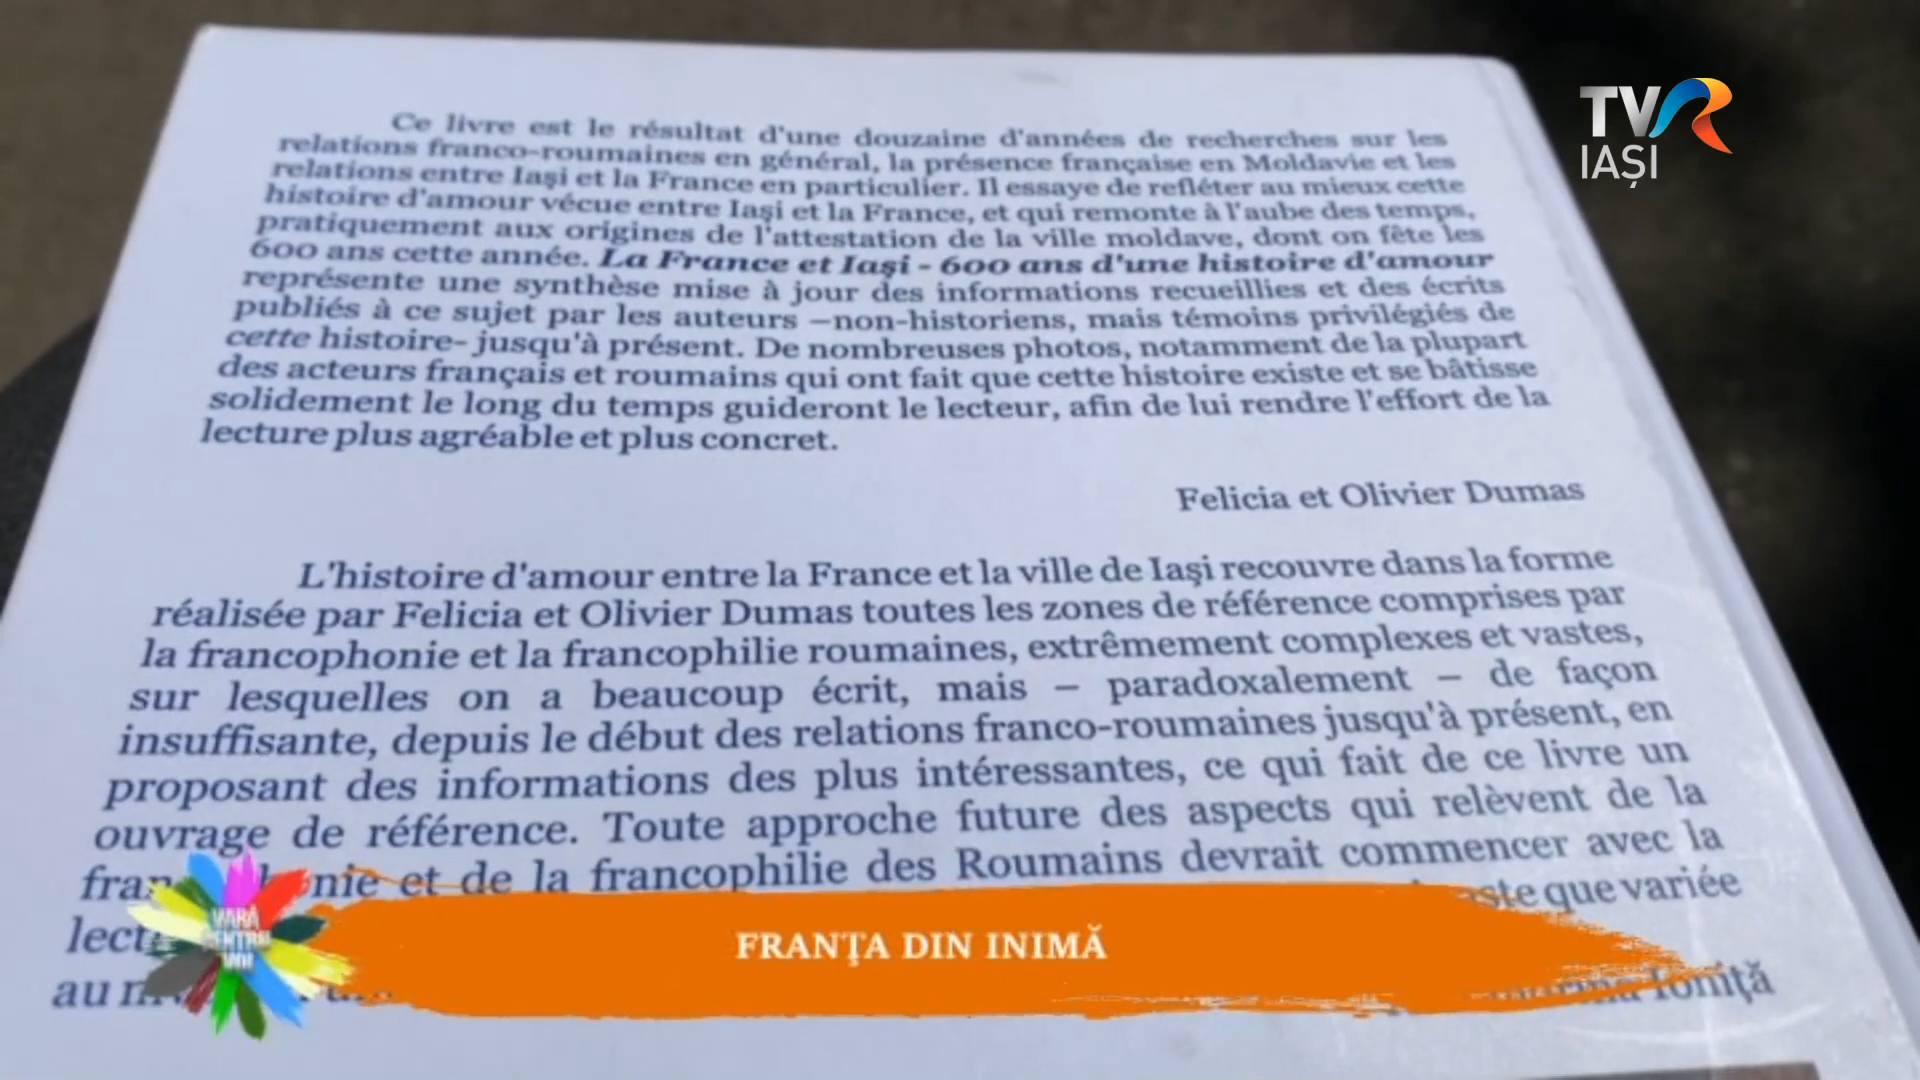 TVR
IAȘI
Ce livre est le résultat d'une douzaine d'années de recherches sur les
relations franco-roumaines en général, la présence française en Moldavie et les
relations entre Iaşi et la France en particulier. Il essaye de refléter au mieux cette
histoire d'amour vécue entre Iaşi et la France, et qui remonte à l'aube des temps,
pratiquement aux origines de l'attestation de la ville moldave, dont on fête les
600 ans cette année. La France et Iaşi - 600 ans d'une histoire d'amour
représente une synthèse mise à jour des informations recueillies et des écrits
publiés à ce sujet par les auteurs –non-historiens, mais témoins privilégiés de
cette histoire- jusqu'à présent. De nombreuses photos, notamment de la plupart
des acteurs français et roumains qui ont fait que cette histoire existe et se bâtisse
solidement le long du temps guideront le lecteur, afin de lui rendre l'effort de la
lecture plus agréable et plus concret.
Felicia et Olivier Dumas
L'histoire d'amour entre la France et la ville de Iaşi recouvre dans la forme
réalisée par Felicia et Olivier Dumas toutes les zones de référence comprises par
la francophonie et la francophilie roumaines, extrêmement complexes et vastes,
sur lesquelles on a beaucoup écrit, mais – paradoxalement – de façon
insuffisante, depuis le début des relations franco-roumaines jusqu'à présent, en
proposant des informations des plus intéressantes, ce qui fait de ce livre un
ouvrage de référence. Toute approche future des aspects qui relèvent de la
et de la francophilie des Roumains devrait commencer avec la
que variée
au
Ioniţă
VARĂ
PENTRU
VOI
FRANŢA DIN INIMĂ